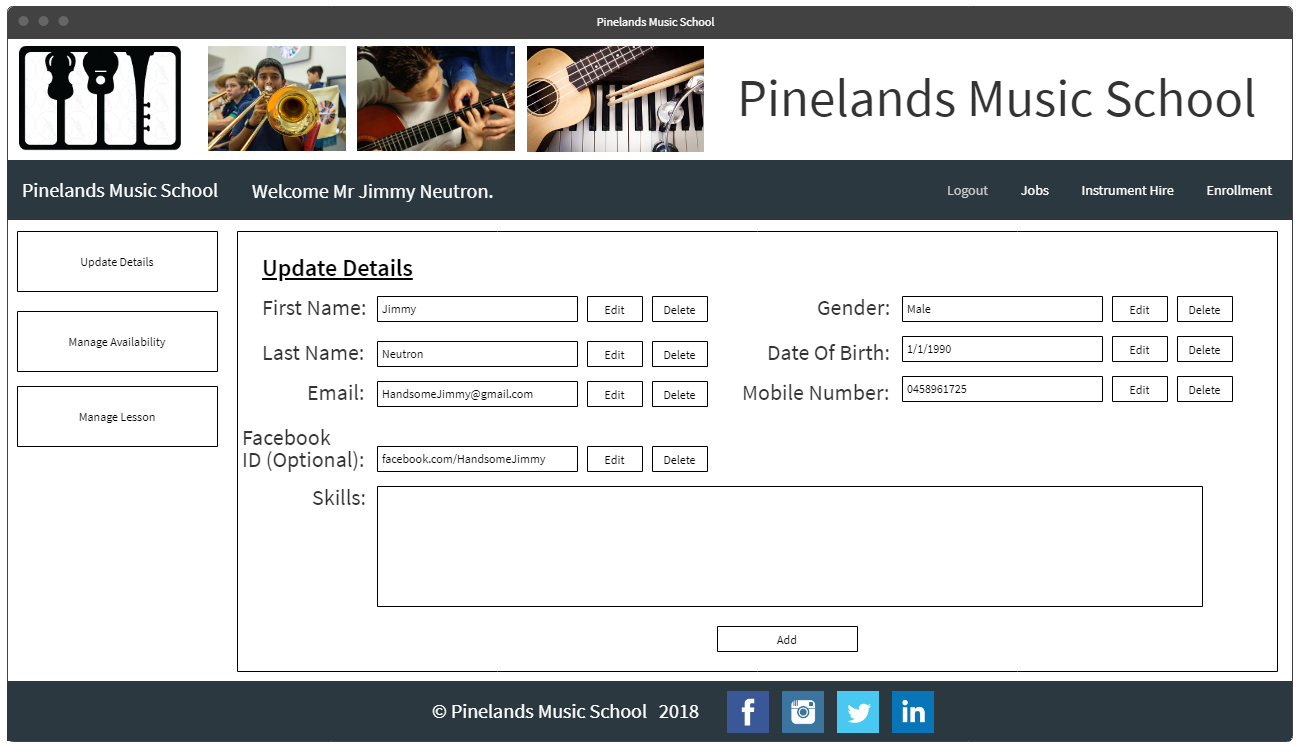 Pinelands Music School
Pinelands Music School
Pinelands Music School
Welcome Mr Jimmy Neutron.
Logout
Jobs
Instrument Hire
Enrollment
Update Details
Manage Availability
Manage Lesson
Update Details
First Name: Jimmy Edit Delete
Gender: Male Edit Delete
Last Name: Neutron Edit Delete
Date Of Birth: 1/1/1990 Edit Delete
Email: HandsomeJimmy@gmail.com Edit Delete
Mobile Number: 0458961725 Edit Delete
Facebook
ID (Optional): facebook.com/HandsomeJimmy Edit Delete
Skills:
Add
© Pinelands Music School 2018